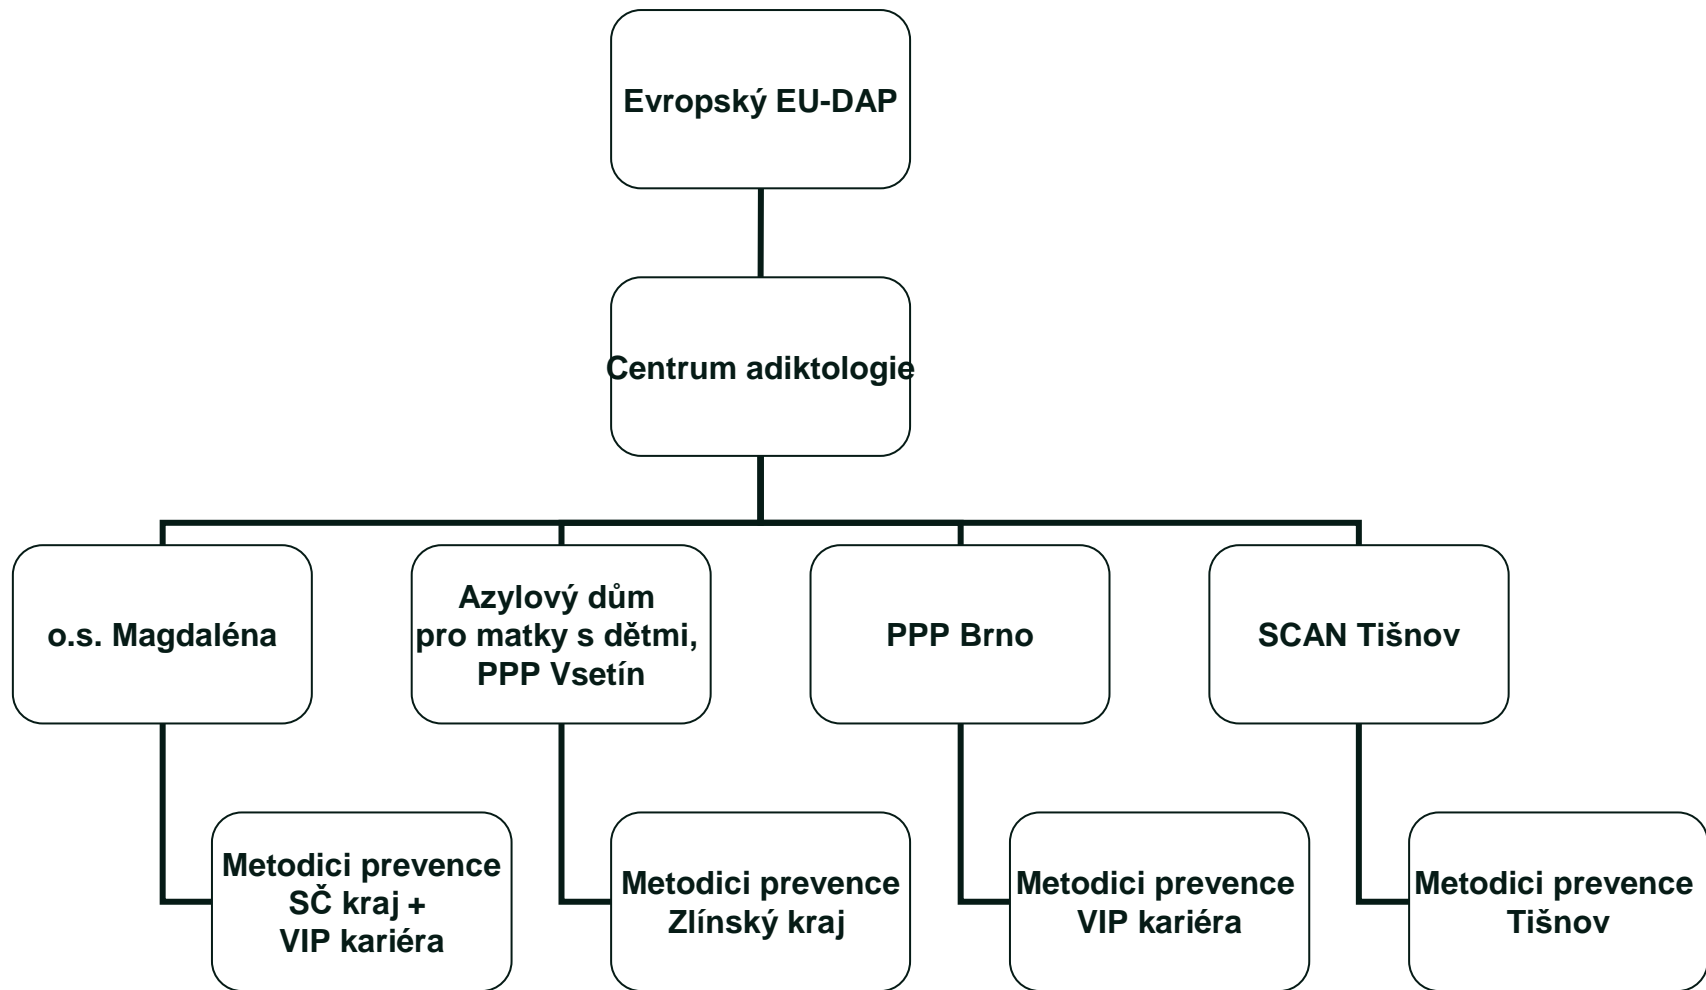 Evropský EU-DAP
Centrum adiktologie
o.s. Magdaléna
Azylový dům
pro matky s dětmi,
PPP Vsetín
PPP Brno
SCAN Tišnov
Metodici prevence
SČ kraj +
VIP kariéra
Metodici prevence
Zlínský kraj
Metodici prevence
VIP kariéra
Metodici prevence
Tišnov